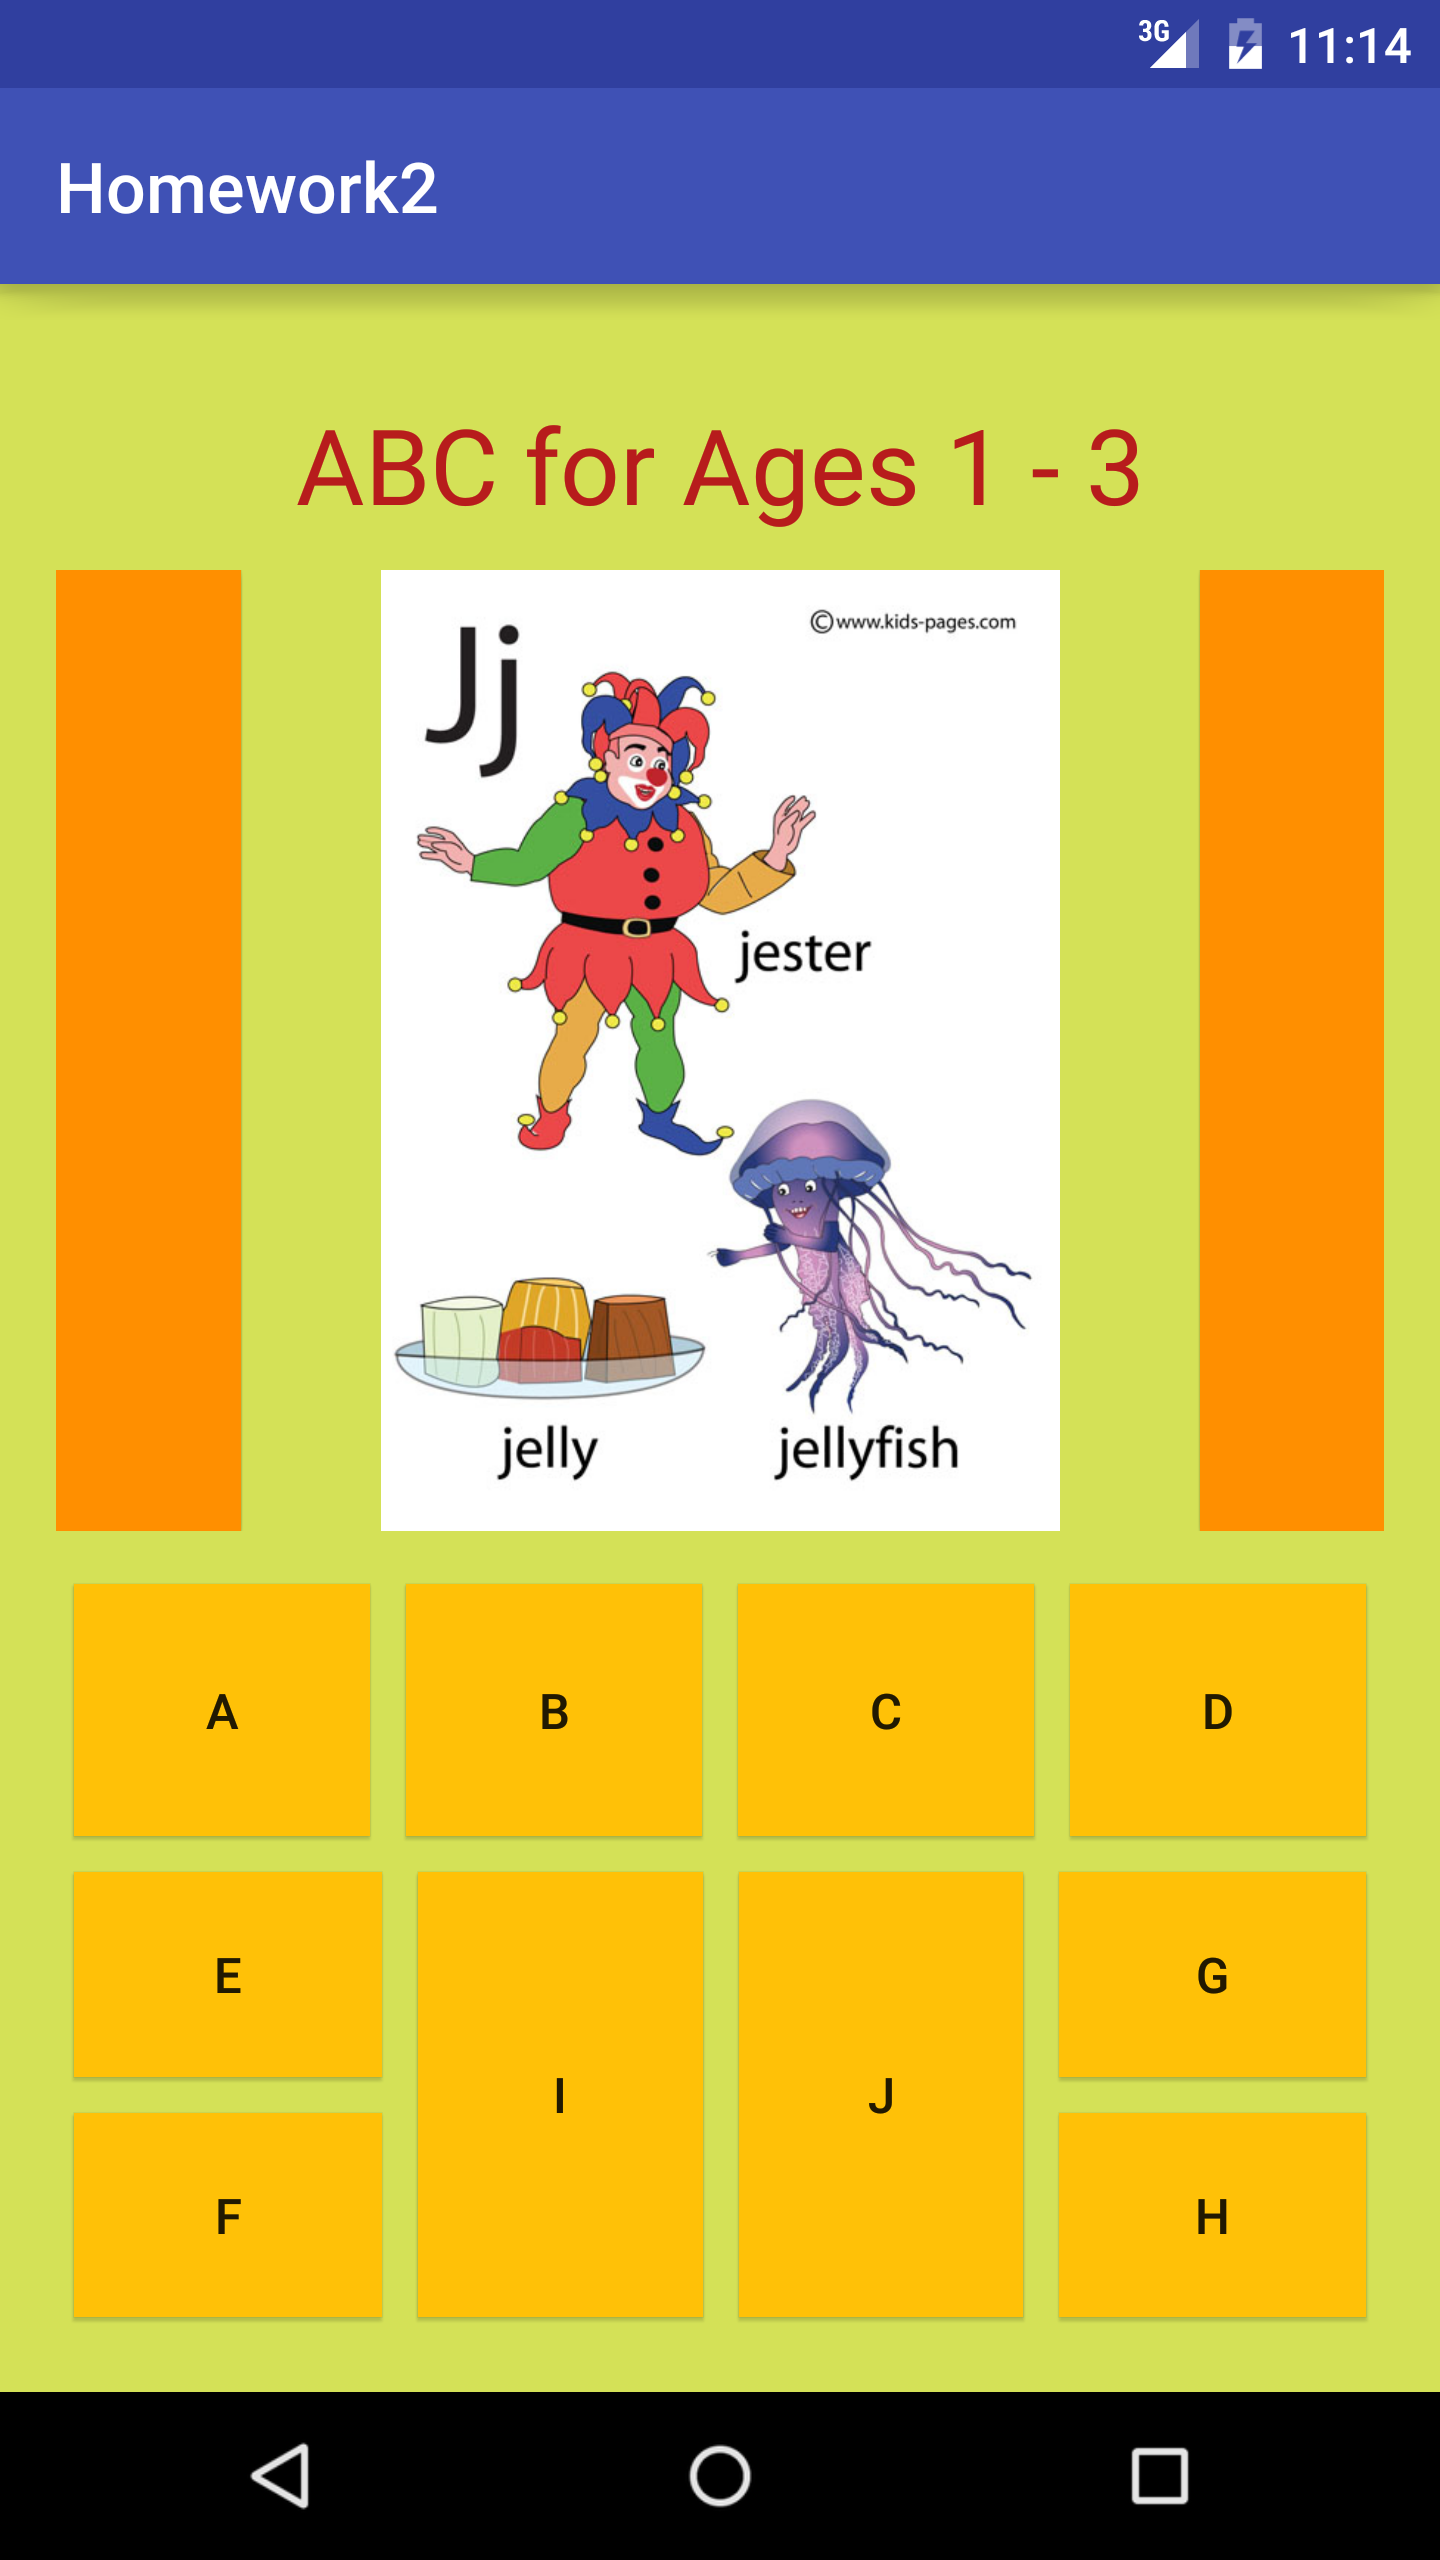 3G 11:14
Homework2
ABC for Ages 1 - 3
Jj
©www.kids-pages.com
jester
jelly jellyfish
A B C D
E G
I J
F H